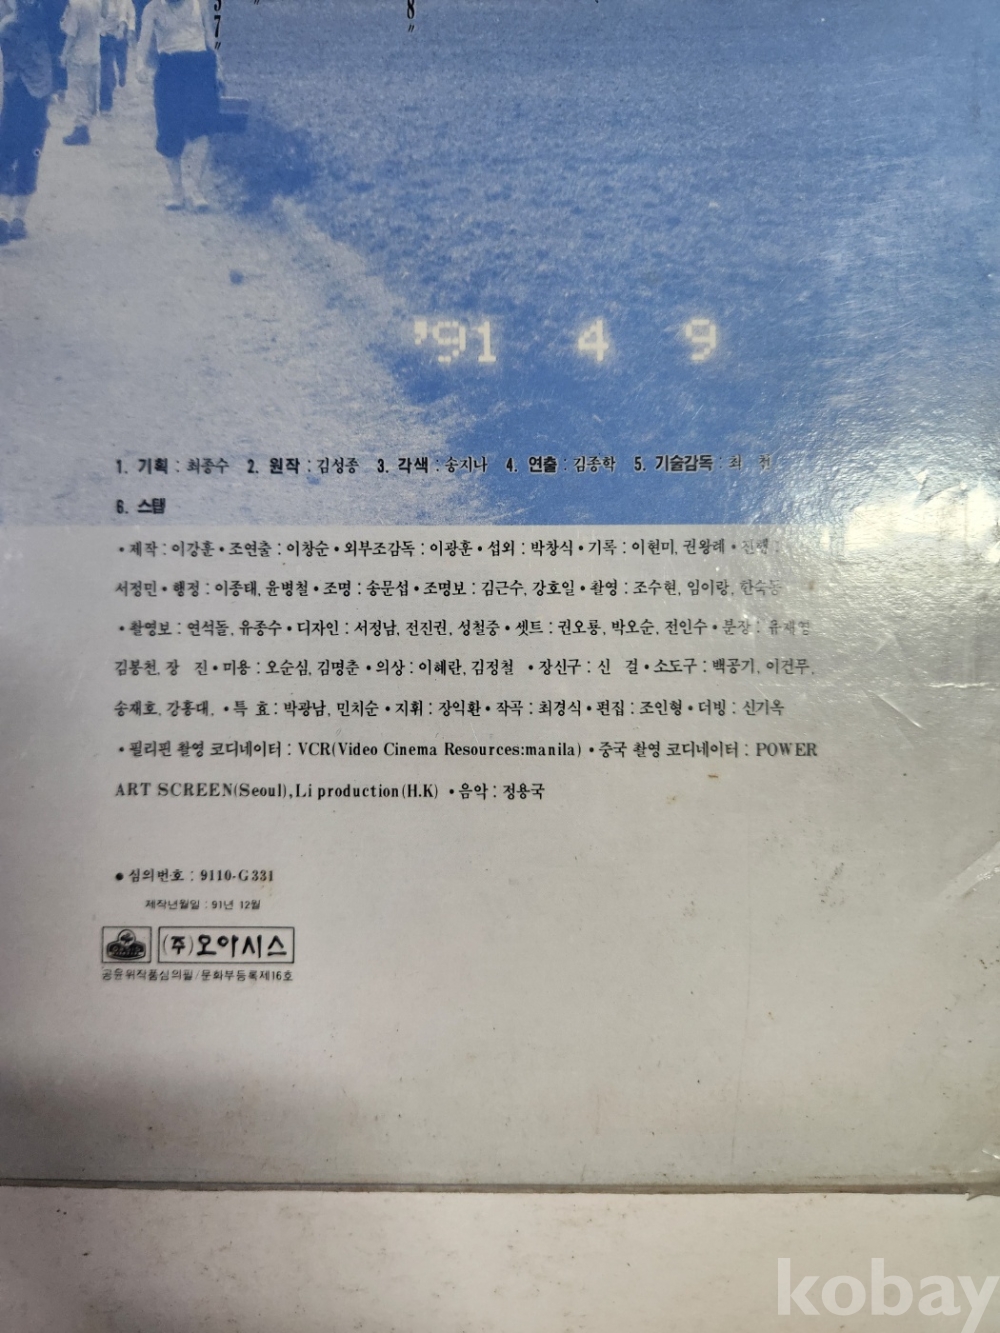 7 " 8 "
'91 4 9
1. 기획 : 최종수 2. 원작 : 김성종 3. 각색 : 송지나 4. 연출 : 김종학 5. 기술감독 :
6. 스탭
• 제작 : 이강훈 • 조연출 : 이창순 • 외부조감독 : 이광훈 • 섭외 : 박창식 • 기록 : 이현미, 권왕례 • 진행 :
서정민 • 행정 : 이종태, 윤병철 • 조명 : 송문섭 • 조명보 : 김근수, 강호일 • 촬영 : 조수현, 임이랑, 한숙동
• 촬영보 : 연석돌, 유종수 • 디자인 : 서정남, 전진권, 성철중 • 셋트 : 권오룡, 박오순, 전인수 • 분장 : 유재영
김봉천, 장 진 • 미용 : 오순심, 김명춘 • 의상 : 이혜란, 김정철 • 장신구 : 신 걸 • 소도구 : 백공기, 이건무,
송재호, 강흥대, • 특 효 : 박광남, 민치순 • 지휘 : 장익환 • 작곡 : 최경식 • 편집 : 조인형 • 더빙 : 신기옥
• 필리핀 촬영 코디네이터 : VCR(Video Cinema Resources:manila) • 중국 촬영 코디네이터 : POWER
ART SCREEN(Seoul), Li production(H.K) • 음악 : 정용국
● 심의번호 : 9110-G331
제작년월일 : 91년 12월
(주)오아시스
공윤위작품심의필/문화부등록제16호
kobay